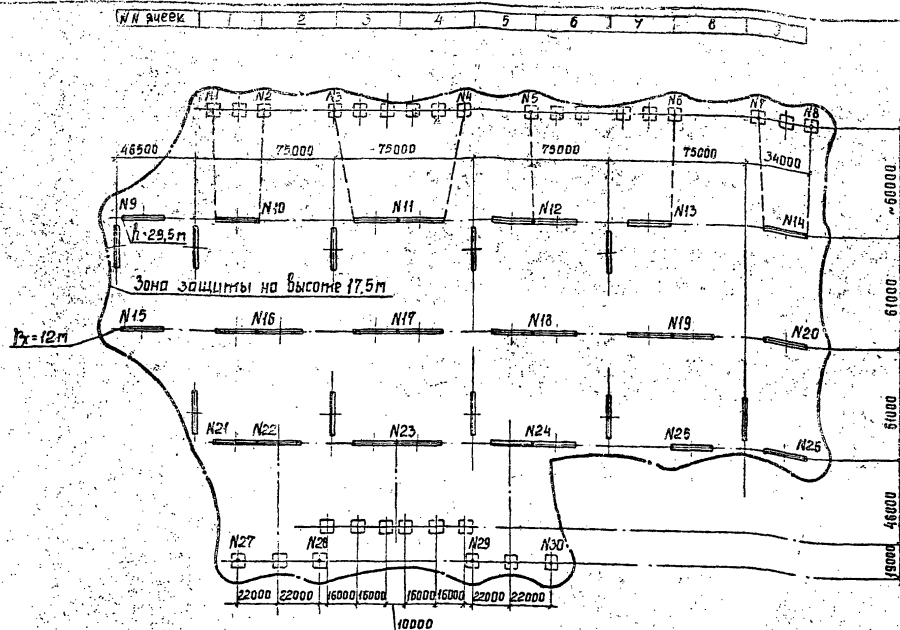 NN ячеек 2 3 4 5 6 7 8 9
N1 N2 N3 N4 N5 N6 N7 N8
46500 75000 75000 75000 75000 34000
~60000
N9 N10 N11 N12 N13 N14
h=29,5м
Зона защиты на высоте 17,5м
61000
N15 N16 N17 N18 N19 N20
rx=12м
61000
N21 N22 N23 N24 N25 N26
46000
N27 N28 N29 N30
19000
22000 22000 16000 16000 16000 16000 22000 22000
10000